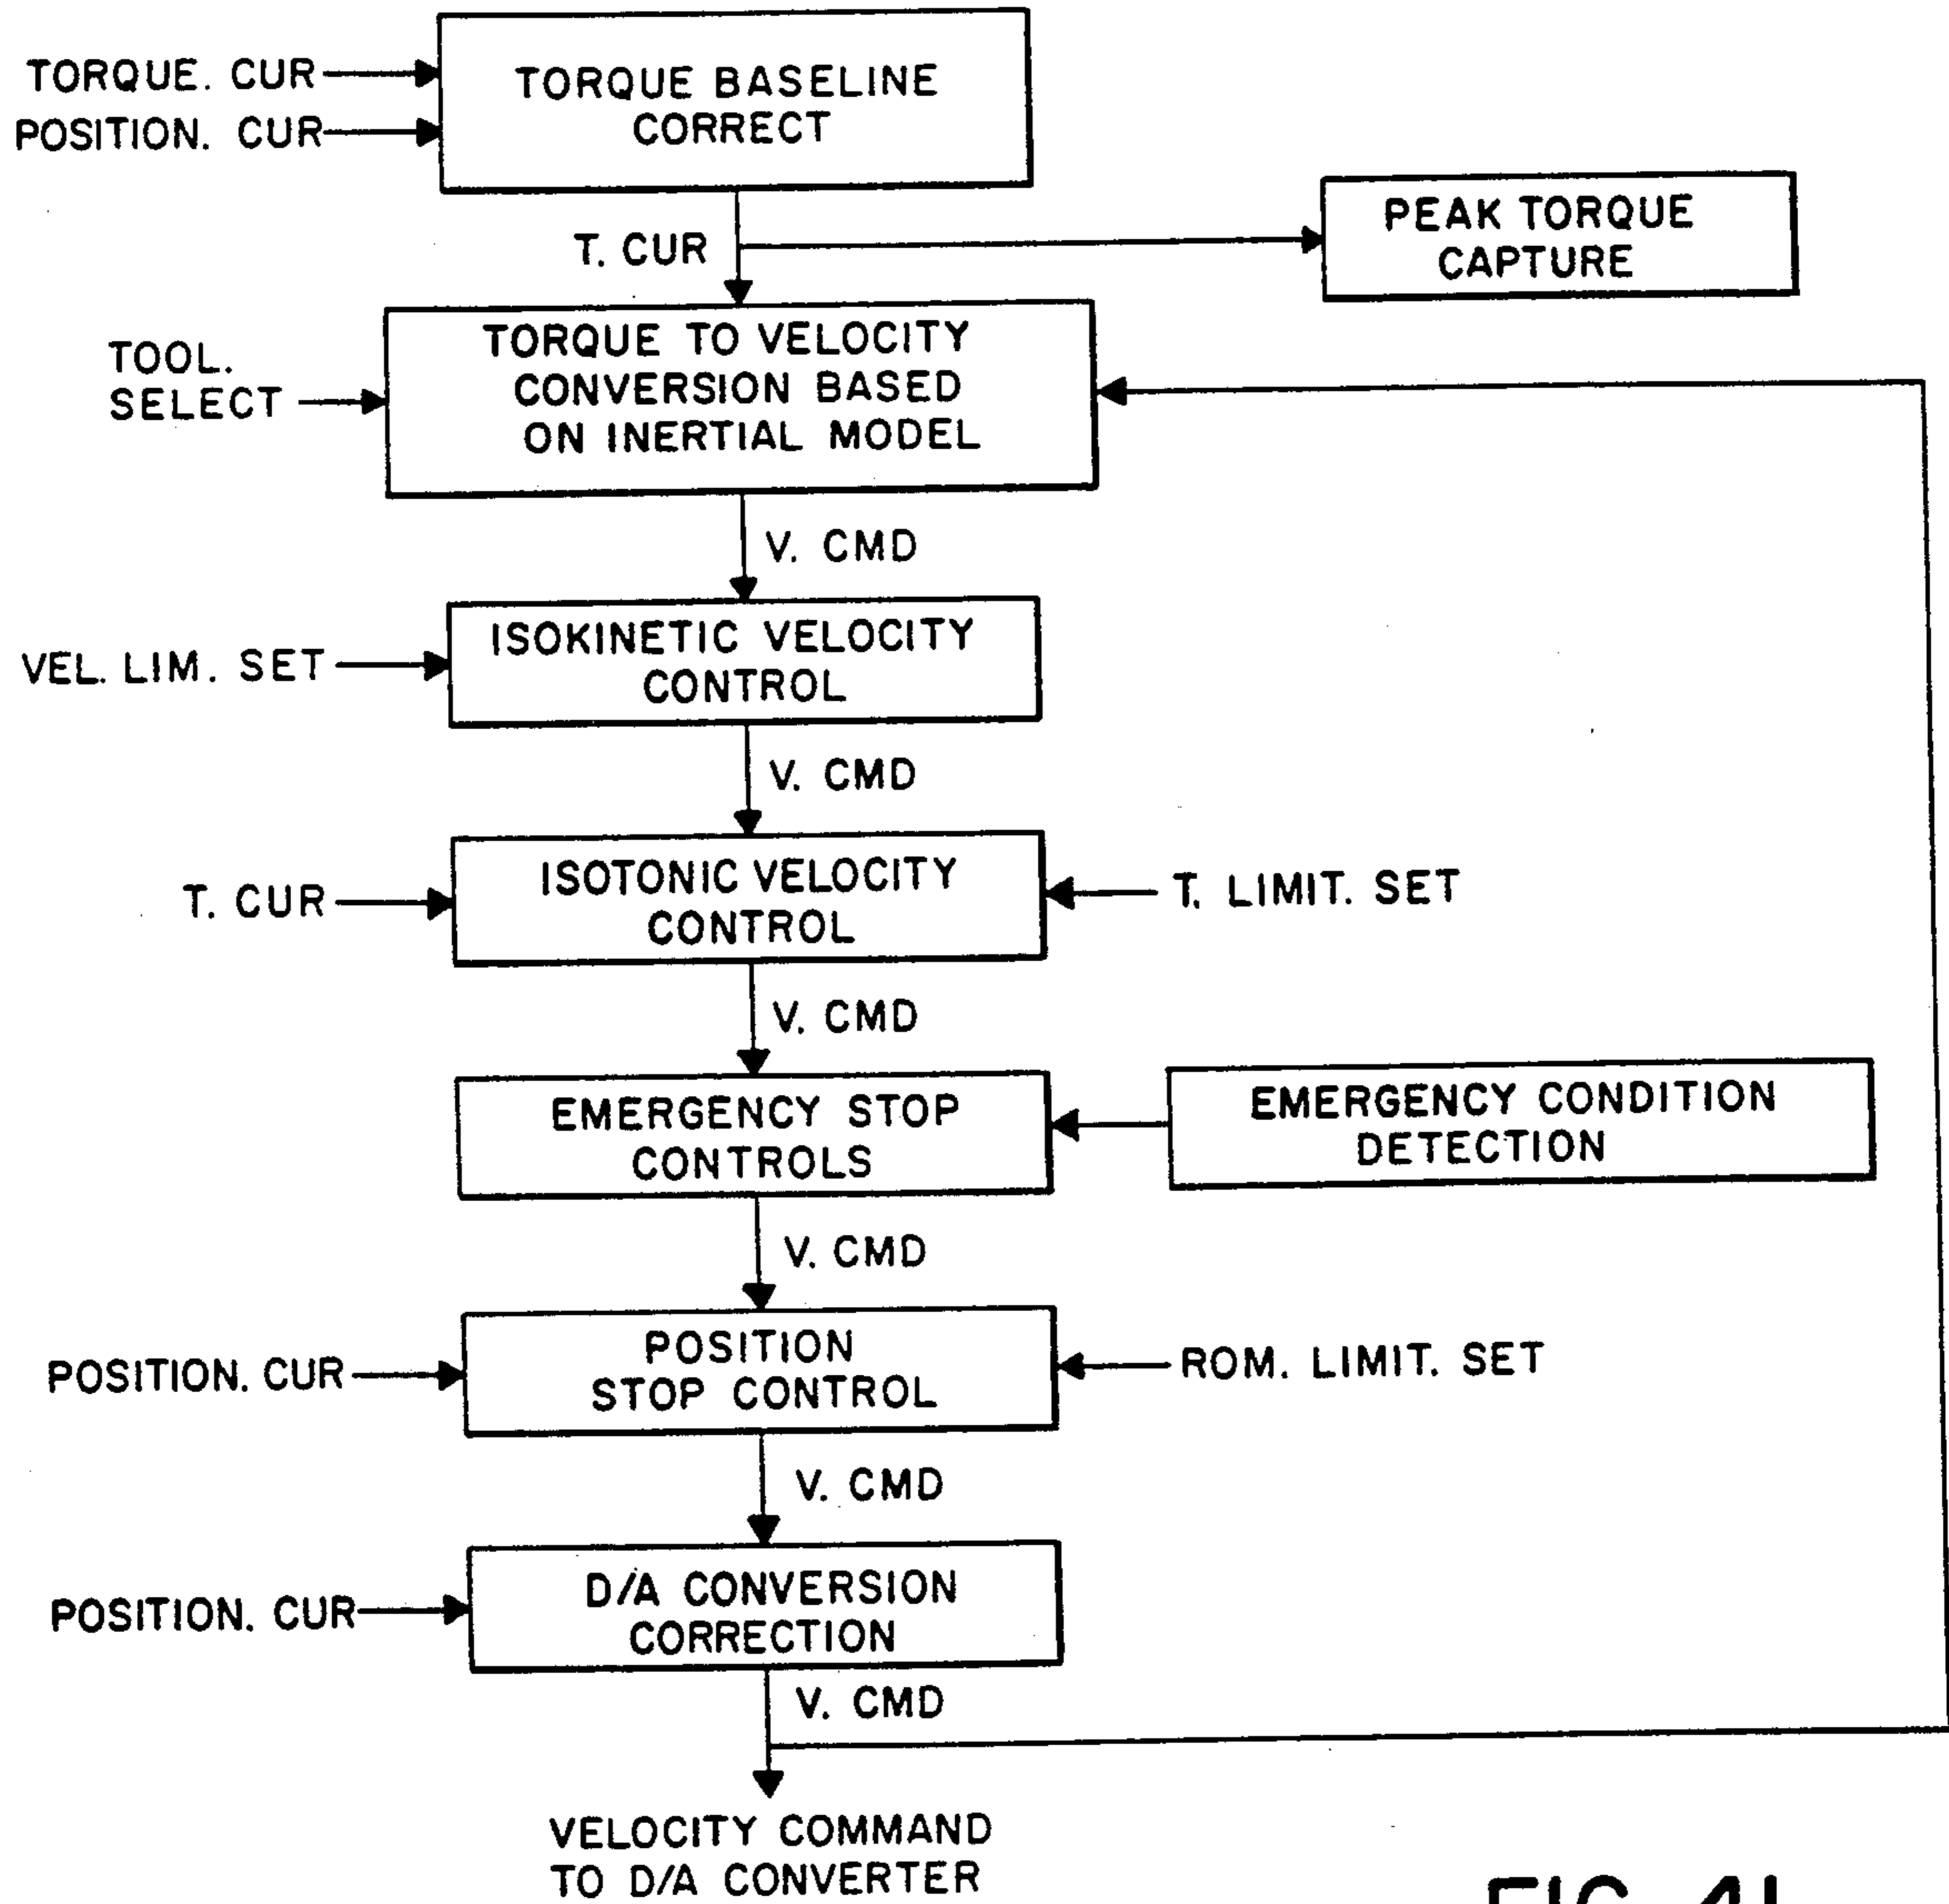 TORQUE. CUR
POSITION. CUR
TORQUE BASELINE
CORRECT
T. CUR
PEAK TORQUE
CAPTURE
TOOL.
SELECT
TORQUE TO VELOCITY
CONVERSION BASED
ON INERTIAL MODEL
V. CMD
VEL. LIM. SET
ISOKINETIC VELOCITY
CONTROL
V. CMD
T. CUR
ISOTONIC VELOCITY
CONTROL
T. LIMIT. SET
V. CMD
EMERGENCY STOP
CONTROLS
EMERGENCY CONDITION
DETECTION
V. CMD
POSITION. CUR
POSITION
STOP CONTROL
ROM. LIMIT. SET
V. CMD
POSITION. CUR
D/A CONVERSION
CORRECTION
V. CMD
VELOCITY COMMAND
TO D/A CONVERTER